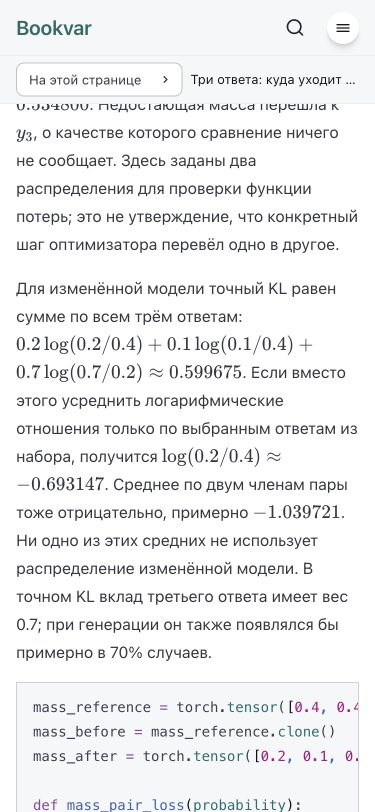 Bookvar
На этой странице > Три ответа: куда уходит ...
0.534800. Недостающая масса перешла к
y₃, о качестве которого сравнение ничего
не сообщает. Здесь заданы два
распределения для проверки функции
потерь; это не утверждение, что конкретный
шаг оптимизатора перевёл одно в другое.
Для изменённой модели точный KL равен
сумме по всем трём ответам:
0.2 log(0.2/0.4) + 0.1 log(0.1/0.4) +
0.7 log(0.7/0.2) ≈ 0.599675. Если вместо
этого усреднить логарифмические
отношения только по выбранным ответам из
набора, получится log(0.2/0.4) ≈
−0.693147. Среднее по двум членам пары
тоже отрицательно, примерно −1.039721.
Ни одно из этих средних не использует
распределение изменённой модели. В
точном KL вклад третьего ответа имеет вес
0.7; при генерации он также появлялся бы
примерно в 70% случаев.
mass_reference = torch.tensor([0.4, 0.4
mass_before = mass_reference.clone()
mass_after = torch.tensor([0.2, 0.1, 0.
def mass_pair_loss(probability):